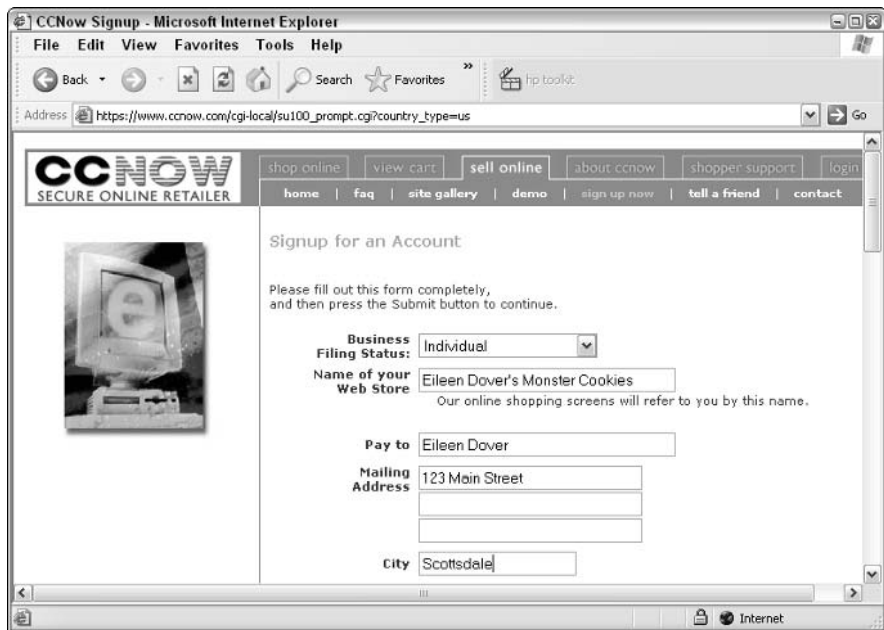 CCNow Signup - Microsoft Internet Explorer
File Edit View Favorites Tools Help
Back Search Favorites » hp toolkit
Address https://www.ccnow.com/cgi-local/su100_prompt.cgi?country_type=us Go
CCNOW
SECURE ONLINE RETAILER
shop online view cart sell online about ccnow shopper support login
home | faq | site gallery | demo | sign up now | tell a friend | contact
e
Signup for an Account
Please fill out this form completely,
and then press the Submit button to continue.
Business
Filing Status: Individual
Name of your
Web Store Eileen Dover's Monster Cookies
Our online shopping screens will refer to you by this name.
Pay to Eileen Dover
Mailing
Address 123 Main Street
City Scottsdale
Internet